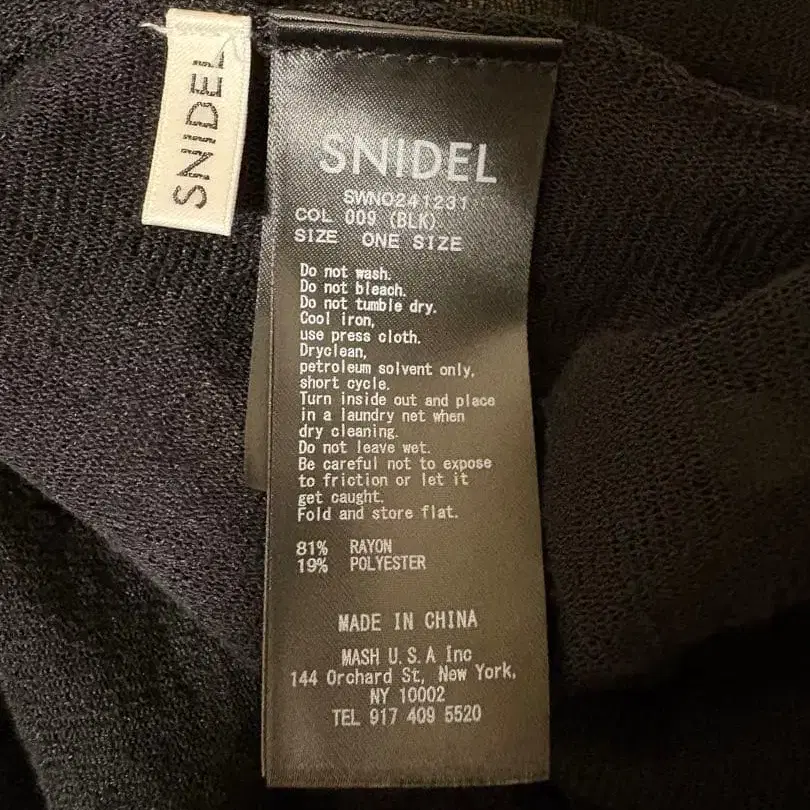 SNIDEL
SNIDEL
SWNO241231
COL 009 (BLK)
SIZE ONE SIZE
Do not wash.
Do not bleach.
Do not tumble dry.
Cool iron,
use press cloth.
Dryclean,
petroleum solvent only,
short cycle.
Turn inside out and place
in a laundry net when
dry cleaning.
Do not leave wet.
Be careful not to expose
to friction or let it
get caught.
Fold and store flat.
81% RAYON
19% POLYESTER
MADE IN CHINA
MASH U.S.A Inc
144 Orchard St, New York,
NY 10002
TEL 917 409 5520